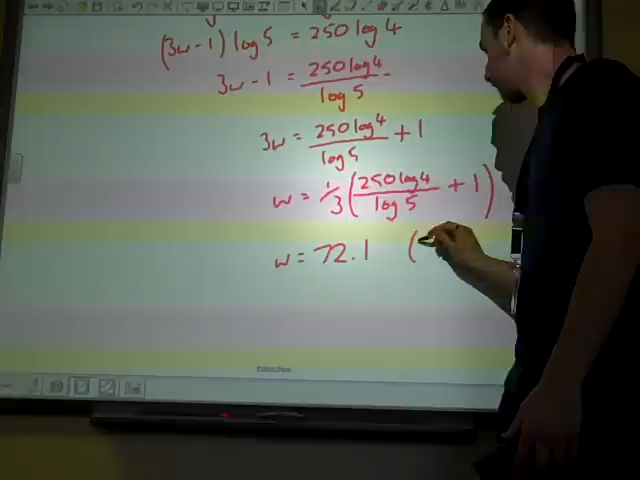 (3w-1) log 5 = 250 log 4
3w-1 = 250 log 4 / log 5
3w = 250 log 4 / log 5 + 1
w = 1/3 (250 log 4 / log 5 + 1)
w = 72.1 (